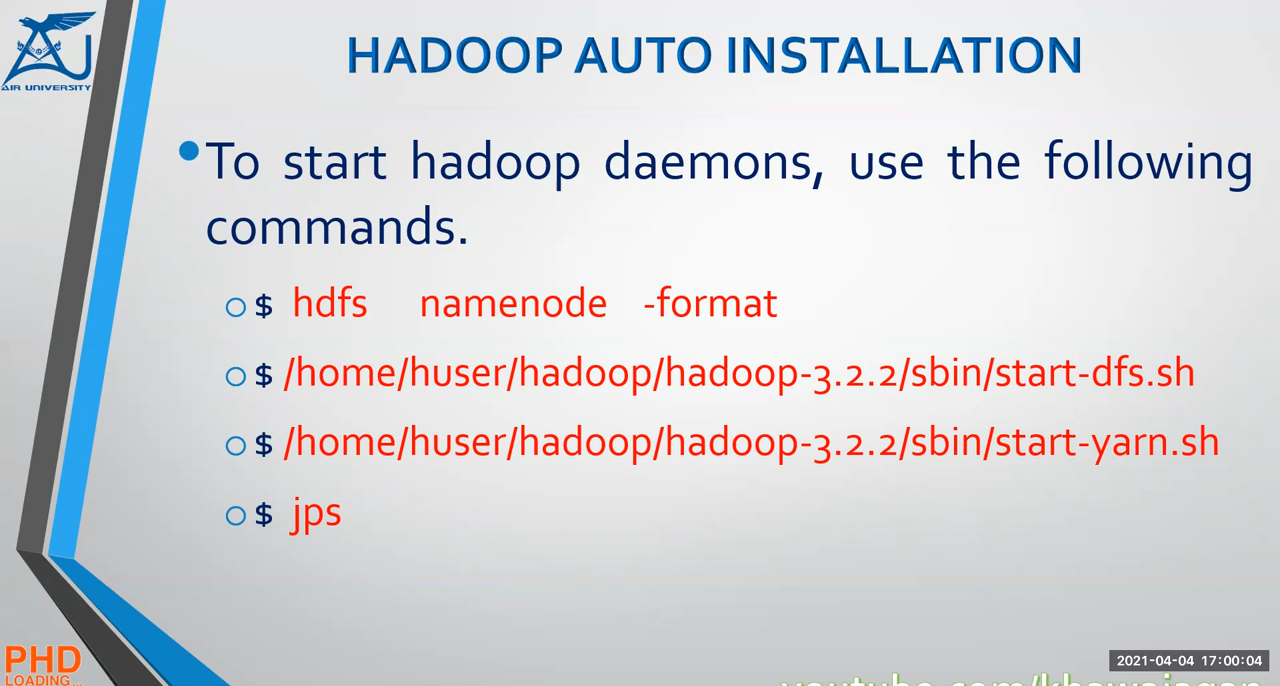 AIR UNIVERSITY
HADOOP AUTO INSTALLATION
To start hadoop daemons, use the following
commands.
$ hdfs namenode -format
$ /home/huser/hadoop/hadoop-3.2.2/sbin/start-dfs.sh
$ /home/huser/hadoop/hadoop-3.2.2/sbin/start-yarn.sh
$ jps
PHD
LOADING...
2021-04-04 17:00:04